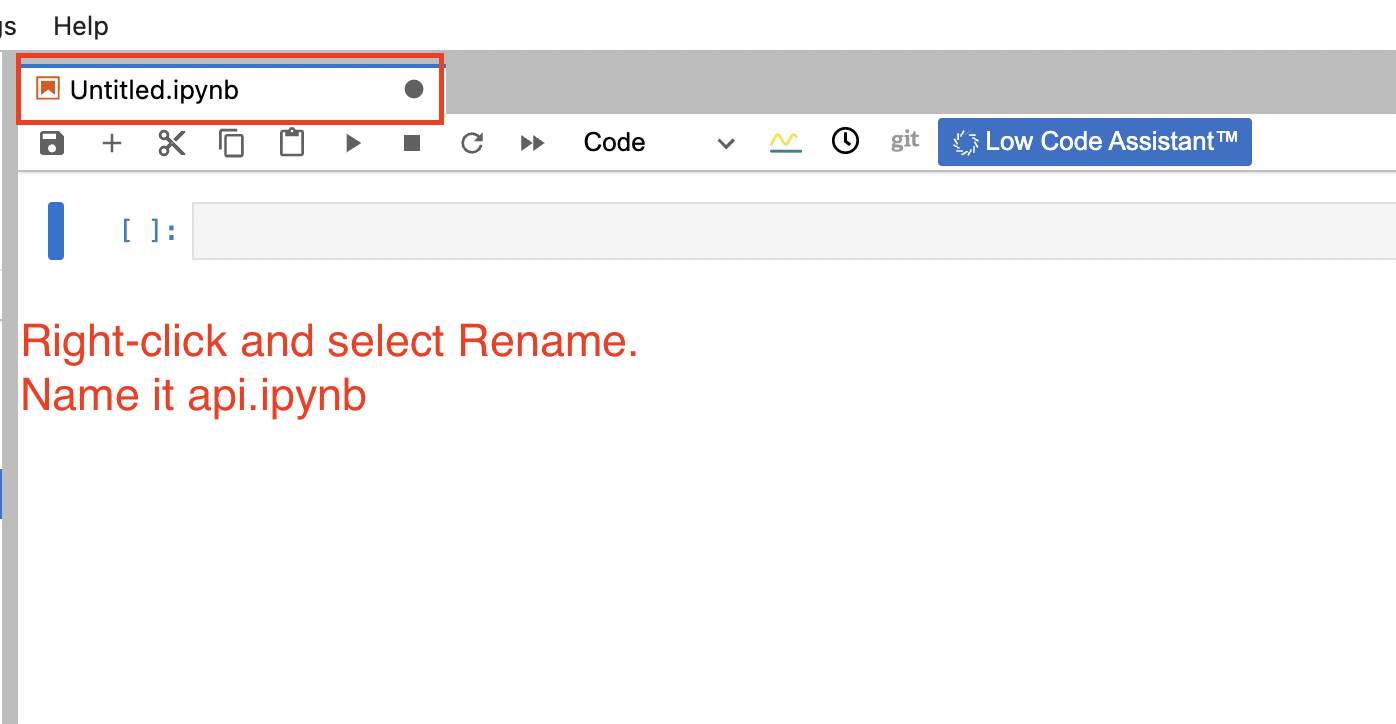 gs Help
Untitled.ipynb
Code git Low Code Assistant™
[ ]:
Right-click and select Rename.
Name it api.ipynb